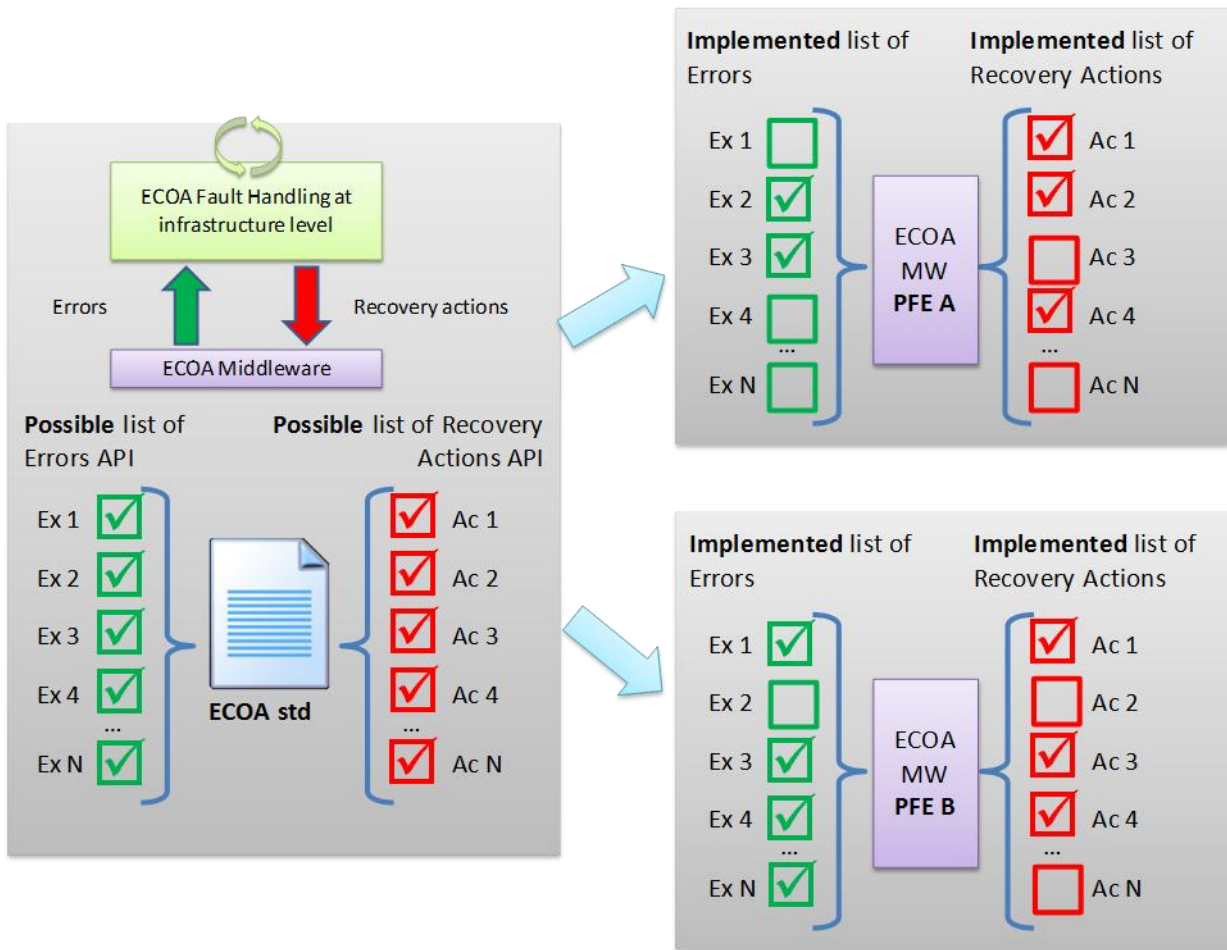 ECOA Fault Handling at
infrastructure level
Errors
Recovery actions
ECOA Middleware
Possible list of
Errors API
Possible list of Recovery
Actions API
Ex 1
Ex 2
Ex 3
Ex 4
...
Ex N
ECOA std
Ac 1
Ac 2
Ac 3
Ac 4
...
Ac N
Implemented list of
Errors
Implemented list of
Recovery Actions
Ex 1
Ex 2
Ex 3
Ex 4
...
Ex N
ECOA
MW
PFE A
Ac 1
Ac 2
Ac 3
Ac 4
...
Ac N
Implemented list of
Errors
Implemented list of
Recovery Actions
Ex 1
Ex 2
Ex 3
Ex 4
...
Ex N
ECOA
MW
PFE B
Ac 1
Ac 2
Ac 3
Ac 4
...
Ac N